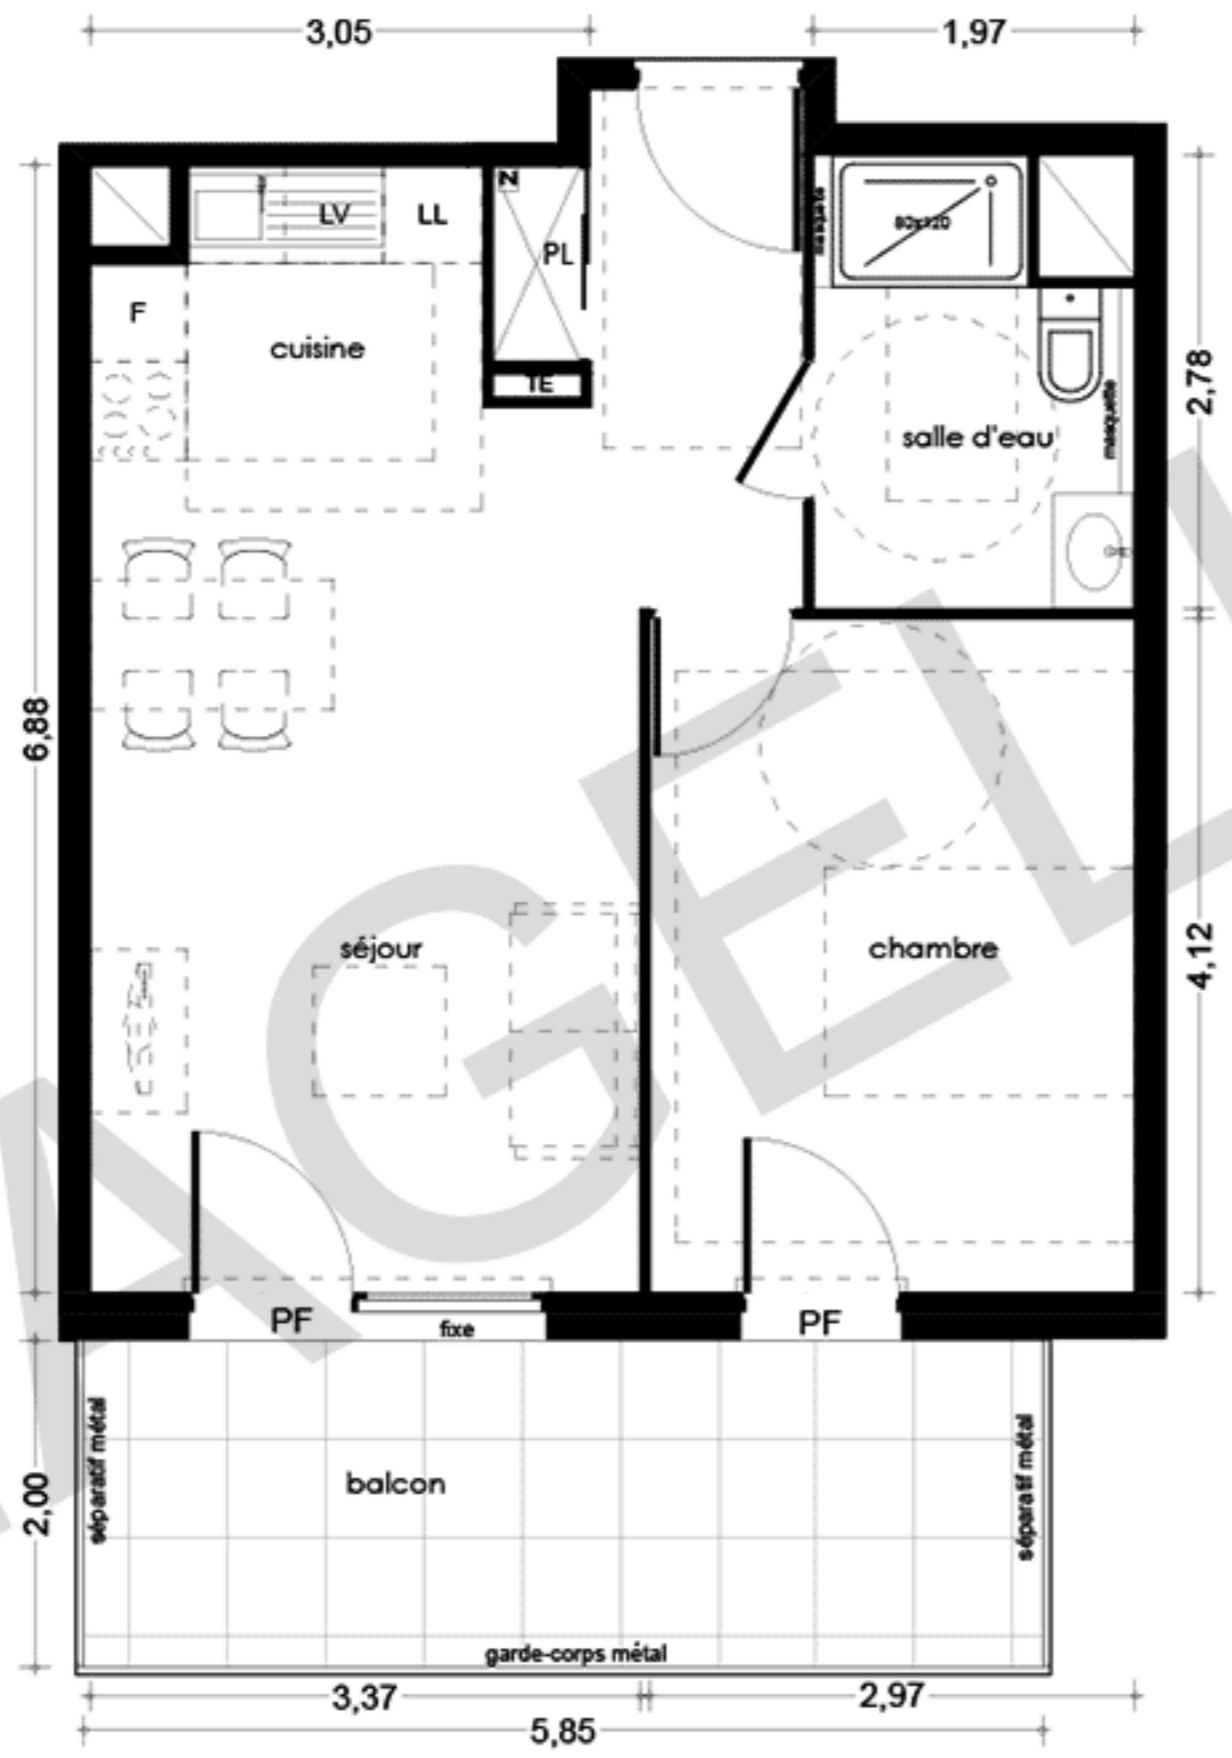 3,05
1,97
N
LV
LL
PL
F
cuisine
TE
masquette
80x120
2,78
salle d'eau
masquette
6,88
séjour
chambre
4,12
PF
fixe
PF
séparatif métal
balcon
séparatif métal
2,00
garde-corps métal
3,37
2,97
5,85
AGEL